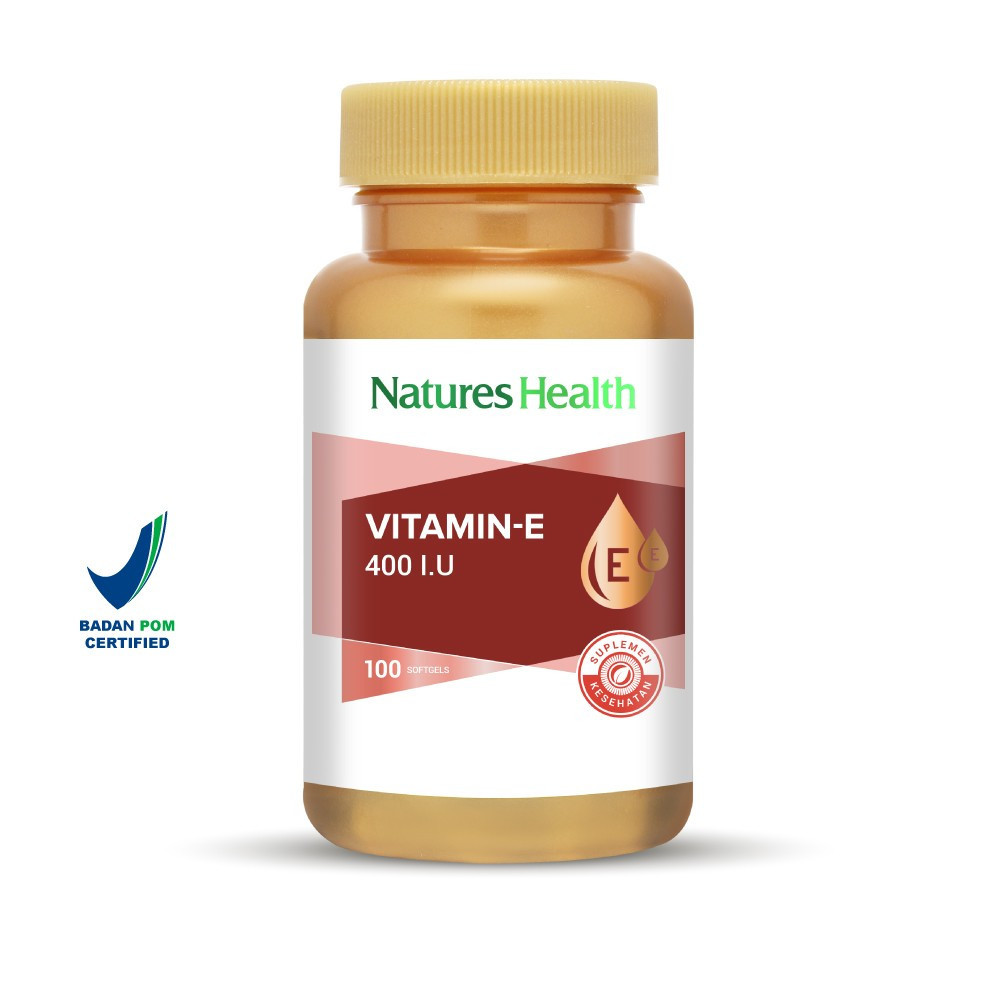 Natures Health
VITAMIN-E
400 I.U
E E
100 SOFTGELS
SUPLEMEN
KESEHATAN
BADAN POM
CERTIFIED